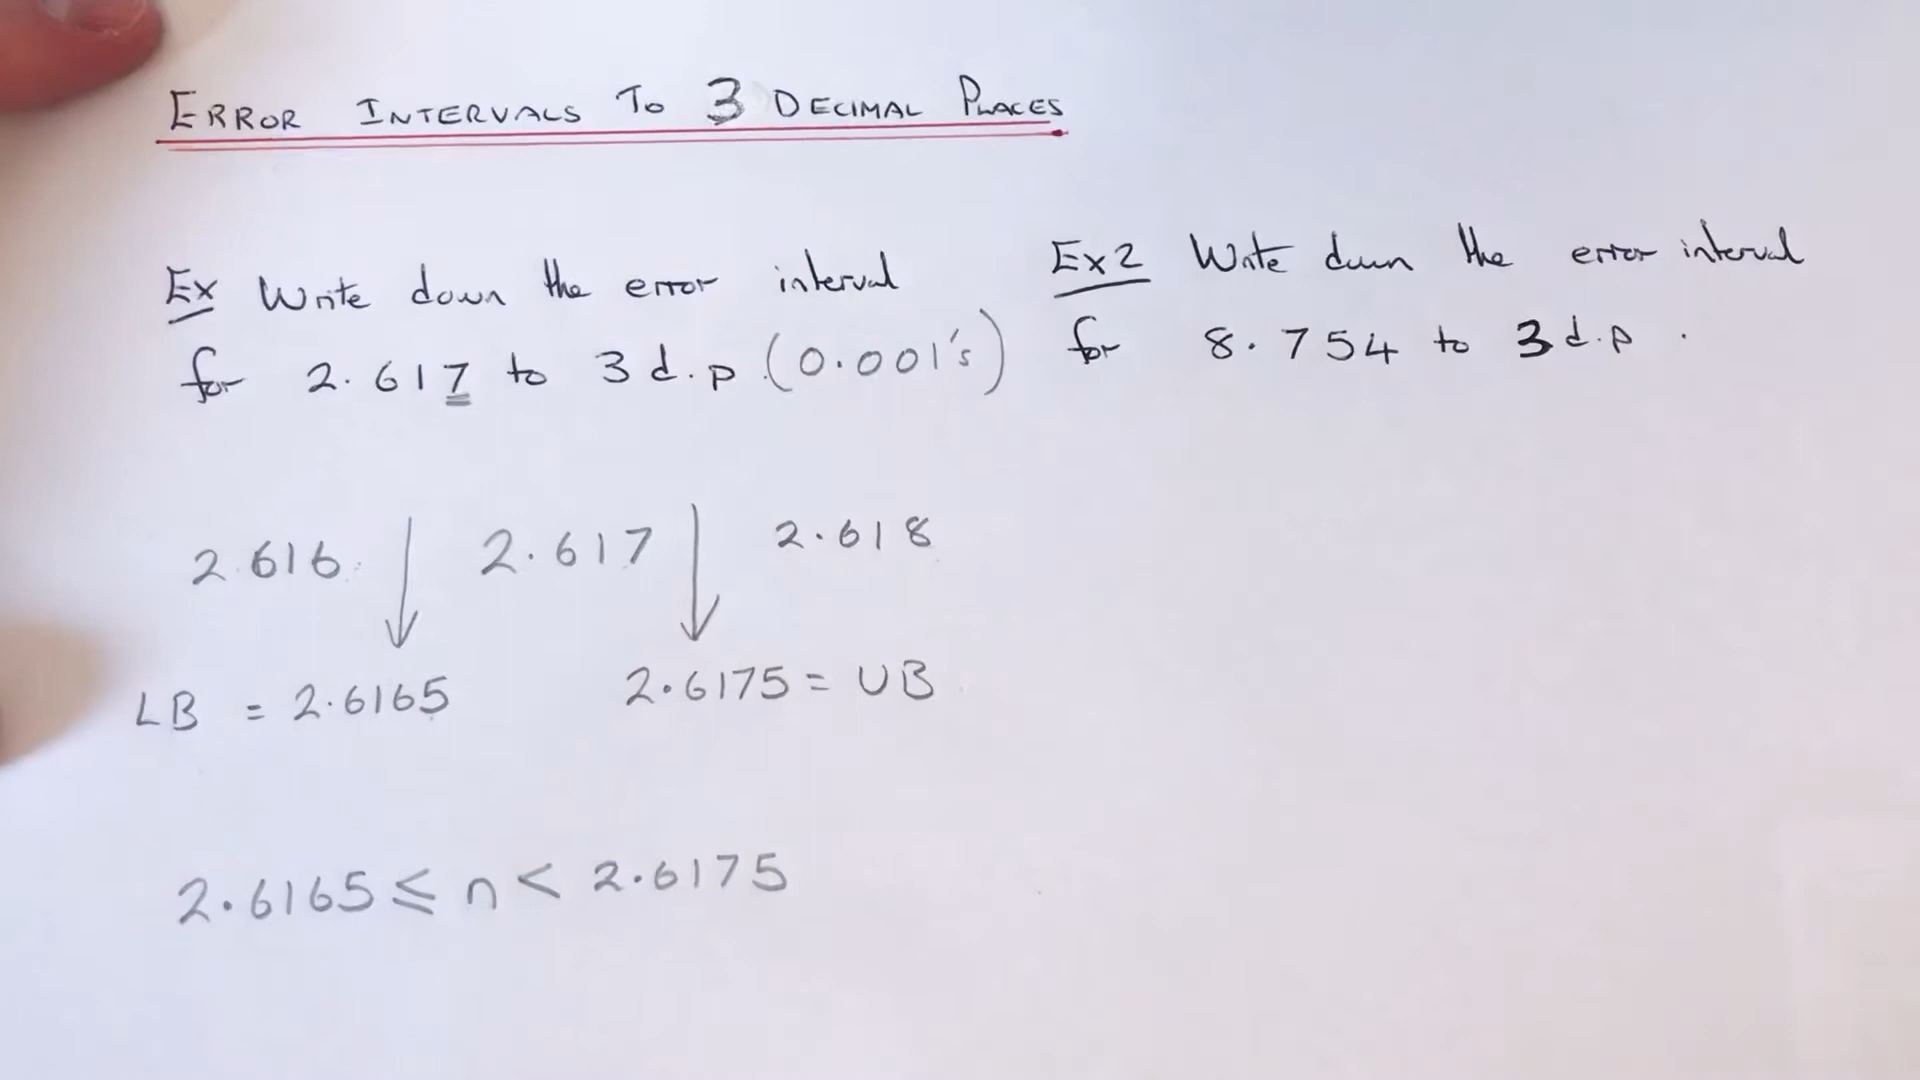 ERROR INTERVALS TO 3 DECIMAL PLACES
Ex Write down the error interval
for 2.617 to 3 d.p (0.001's)
2.616 2.617 2.618
LB = 2.6165 2.6175 = UB
2.6165 ≤ n < 2.6175
Ex2 Write down the error interval
for 8.754 to 3 d.p.